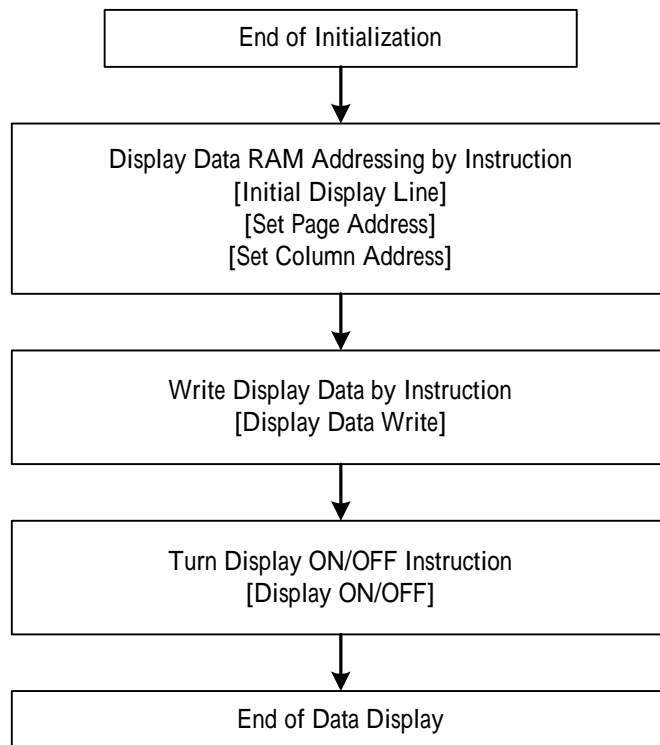 End of Initialization
Display Data RAM Addressing by Instruction
[Initial Display Line]
[Set Page Address]
[Set Column Address]
Write Display Data by Instruction
[Display Data Write]
Turn Display ON/OFF Instruction
[Display ON/OFF]
End of Data Display